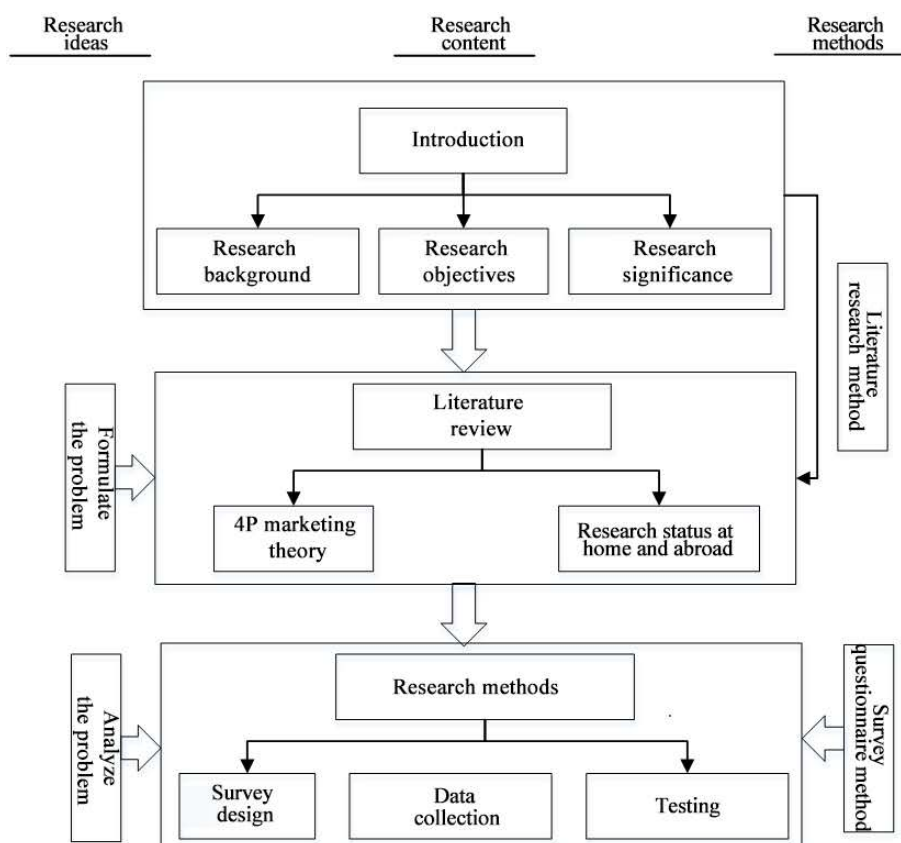 Research
ideas
Research
content
Research
methods
Introduction
Research
background
Research
objectives
Research
significance
Literature
research method
Literature
review
Formulate
the problem
4P marketing
theory
Research status at
home and abroad
Research methods
Analyze
the problem
Survey
questionnaire method
Survey
design
Data
collection
Testing